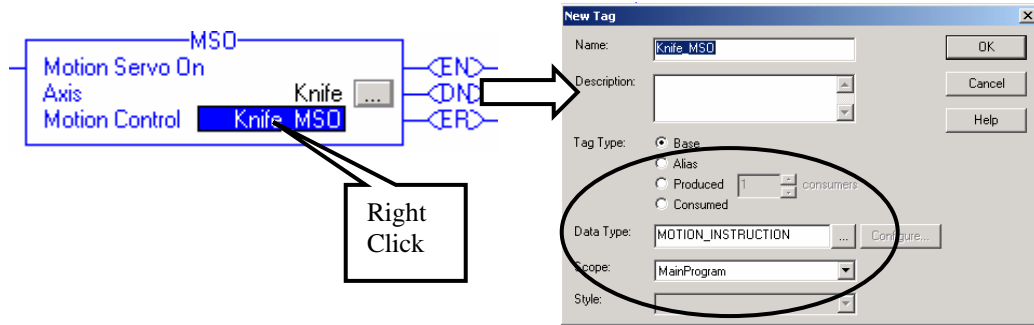 MSO
Motion Servo On
Axis Knife ...
Motion Control Knife_MSO
EN
DN
ER
Right
Click
New Tag
Name: Knife_MSO
OK
Description:
Cancel
Help
Tag Type: Base
Alias
Produced 1 consumers
Consumed
Data Type: MOTION_INSTRUCTION ... Configure...
Scope: MainProgram
Style: